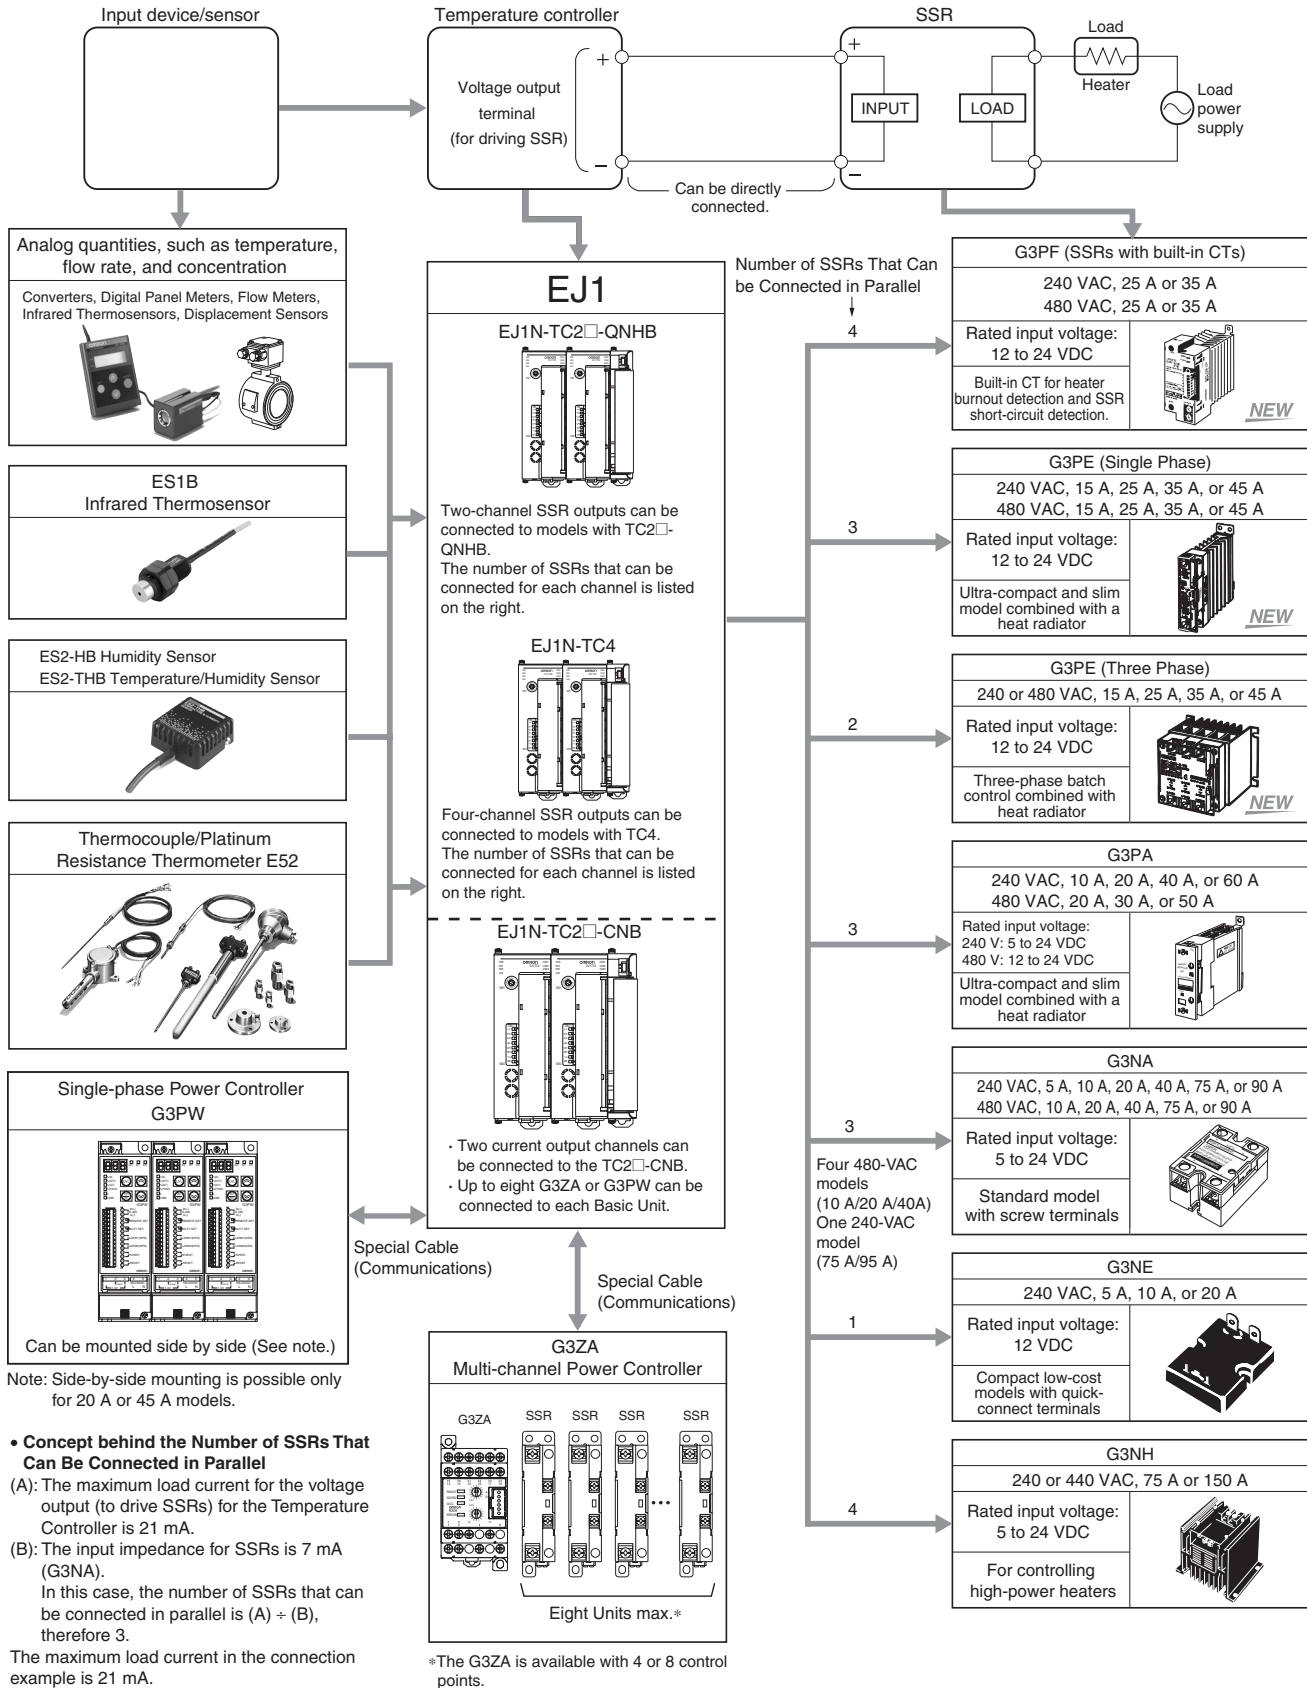 Input device/sensor
Temperature controller
SSR
Voltage output
terminal
(for driving SSR)
+
−
Can be directly
connected.
+
−
INPUT
LOAD
Load
Heater
Load
power
supply
Analog quantities, such as temperature,
flow rate, and concentration
Converters, Digital Panel Meters, Flow Meters,
Infrared Thermosensors, Displacement Sensors
ES1B
Infrared Thermosensor
ES2-HB Humidity Sensor
ES2-THB Temperature/Humidity Sensor
Thermocouple/Platinum
Resistance Thermometer E52
Single-phase Power Controller
G3PW
Can be mounted side by side (See note.)
Note: Side-by-side mounting is possible only
for 20 A or 45 A models.
• Concept behind the Number of SSRs That
Can Be Connected in Parallel
(A): The maximum load current for the voltage
output (to drive SSRs) for the Temperature
Controller is 21 mA.
(B): The input impedance for SSRs is 7 mA
(G3NA).
In this case, the number of SSRs that can
be connected in parallel is (A) ÷ (B),
therefore 3.
The maximum load current in the connection
example is 21 mA.
EJ1
EJ1N-TC2□-QNHB
Two-channel SSR outputs can be
connected to models with TC2□-
QNHB.
The number of SSRs that can be
connected for each channel is listed
on the right.
EJ1N-TC4
Four-channel SSR outputs can be
connected to models with TC4.
The number of SSRs that can be
connected for each channel is listed
on the right.
EJ1N-TC2□-CNB
· Two current output channels can
be connected to the TC2□-CNB.
· Up to eight G3ZA or G3PW can be
connected to each Basic Unit.
Special Cable
(Communications)
Special Cable
(Communications)
G3ZA
Multi-channel Power Controller
G3ZA
SSR SSR SSR SSR
Eight Units max.*
*The G3ZA is available with 4 or 8 control
points.
Number of SSRs That Can
be Connected in Parallel
4
G3PF (SSRs with built-in CTs)
240 VAC, 25 A or 35 A
480 VAC, 25 A or 35 A
Rated input voltage:
12 to 24 VDC
Built-in CT for heater
burnout detection and SSR
short-circuit detection.
NEW
3
G3PE (Single Phase)
240 VAC, 15 A, 25 A, 35 A, or 45 A
480 VAC, 15 A, 25 A, 35 A, or 45 A
Rated input voltage:
12 to 24 VDC
Ultra-compact and slim
model combined with a
heat radiator
NEW
2
G3PE (Three Phase)
240 or 480 VAC, 15 A, 25 A, 35 A, or 45 A
Rated input voltage:
12 to 24 VDC
Three-phase batch
control combined with
heat radiator
NEW
3
G3PA
240 VAC, 10 A, 20 A, 40 A, or 60 A
480 VAC, 20 A, 30 A, or 50 A
Rated input voltage:
240 V: 5 to 24 VDC
480 V: 12 to 24 VDC
Ultra-compact and slim
model combined with a
heat radiator
3
Four 480-VAC
models
(10 A/20 A/40A)
One 240-VAC
model
(75 A/95 A)
G3NA
240 VAC, 5 A, 10 A, 20 A, 40 A, 75 A, or 90 A
480 VAC, 10 A, 20 A, 40 A, 75 A, or 90 A
Rated input voltage:
5 to 24 VDC
Standard model
with screw terminals
1
G3NE
240 VAC, 5 A, 10 A, or 20 A
Rated input voltage:
12 VDC
Compact low-cost
models with quick-
connect terminals
4
G3NH
240 or 440 VAC, 75 A or 150 A
Rated input voltage:
5 to 24 VDC
For controlling
high-power heaters